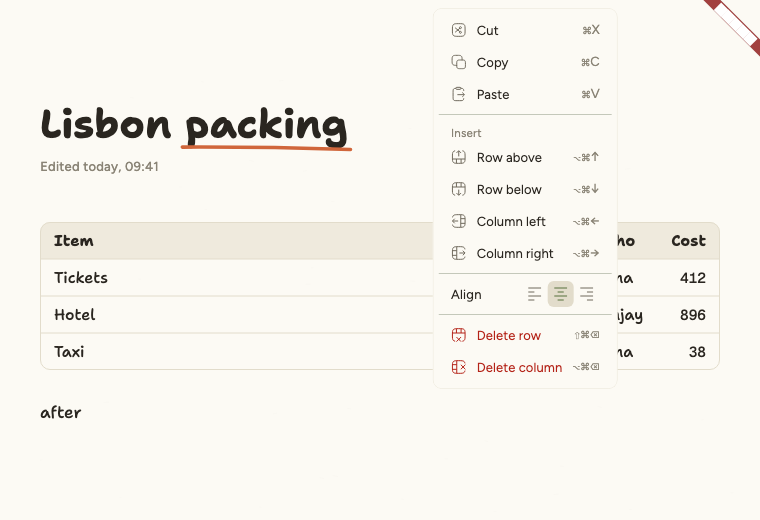 Cut ⌘X
Copy ⌘C
Paste ⌘V
Lisbon packing
Edited today, 09:41
Insert
Row above ⌥⌘↑
Row below ⌥⌘↓
Column left ⌥⌘←
Column right ⌥⌘→
Item Cost
Tickets 412
Hotel 896
Taxi 38
Align
Delete row ⇧⌘⌫
Delete column ⌥⌘⌫
after